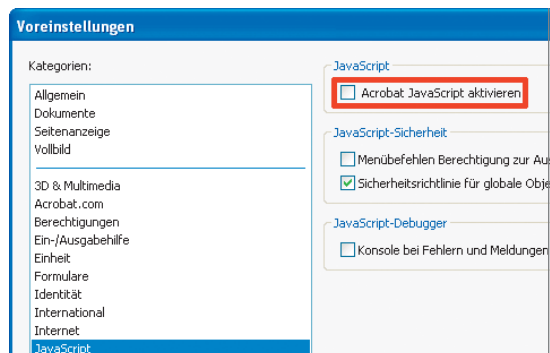 Voreinstellungen
Kategorien:
Allgemein
Dokumente
Seitenanzeige
Vollbild
3D & Multimedia
Acrobat.com
Berechtigungen
Ein-/Ausgabehilfe
Einheit
Formulare
Identität
International
Internet
JavaScript
JavaScript
Acrobat JavaScript aktivieren
JavaScript-Sicherheit
Menübefehlen Berechtigung zur Au
Sicherheitsrichtlinie für globale Obje
JavaScript-Debugger
Konsole bei Fehlern und Meldungen